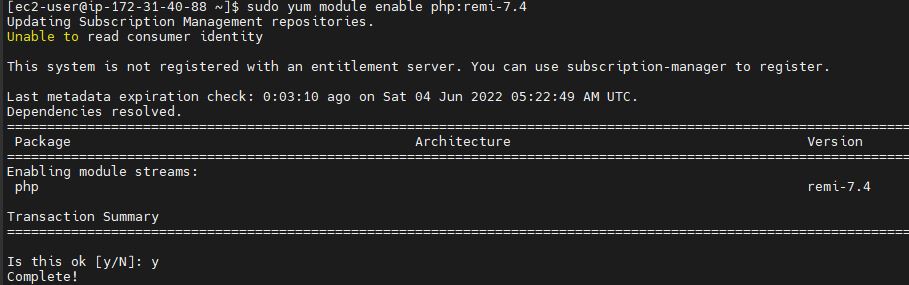 [ec2-user@ip-172-31-40-88 ~]$ sudo yum module enable php:remi-7.4
Updating Subscription Management repositories.
Unable to read consumer identity
This system is not registered with an entitlement server. You can use subscription-manager to register.
Last metadata expiration check: 0:03:10 ago on Sat 04 Jun 2022 05:22:49 AM UTC.
Dependencies resolved.
Package Architecture Version
Enabling module streams:
php remi-7.4
Transaction Summary
Is this ok [y/N]: y
Complete!